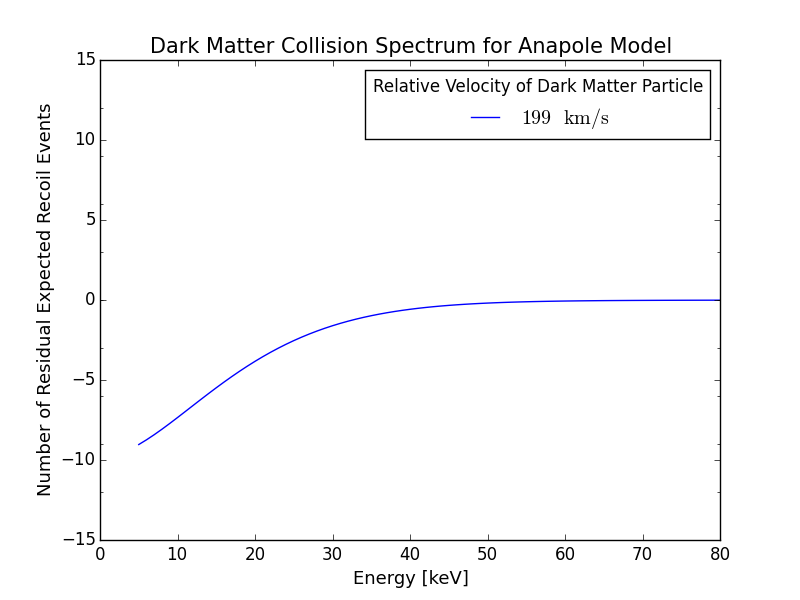 Dark Matter Collision Spectrum for Anapole Model
Relative Velocity of Dark Matter Particle
199 km/s
Number of Residual Expected Recoil Events
15
10
5
0
−5
−10
−15
0 10 20 30 40 50 60 70 80
Energy [keV]